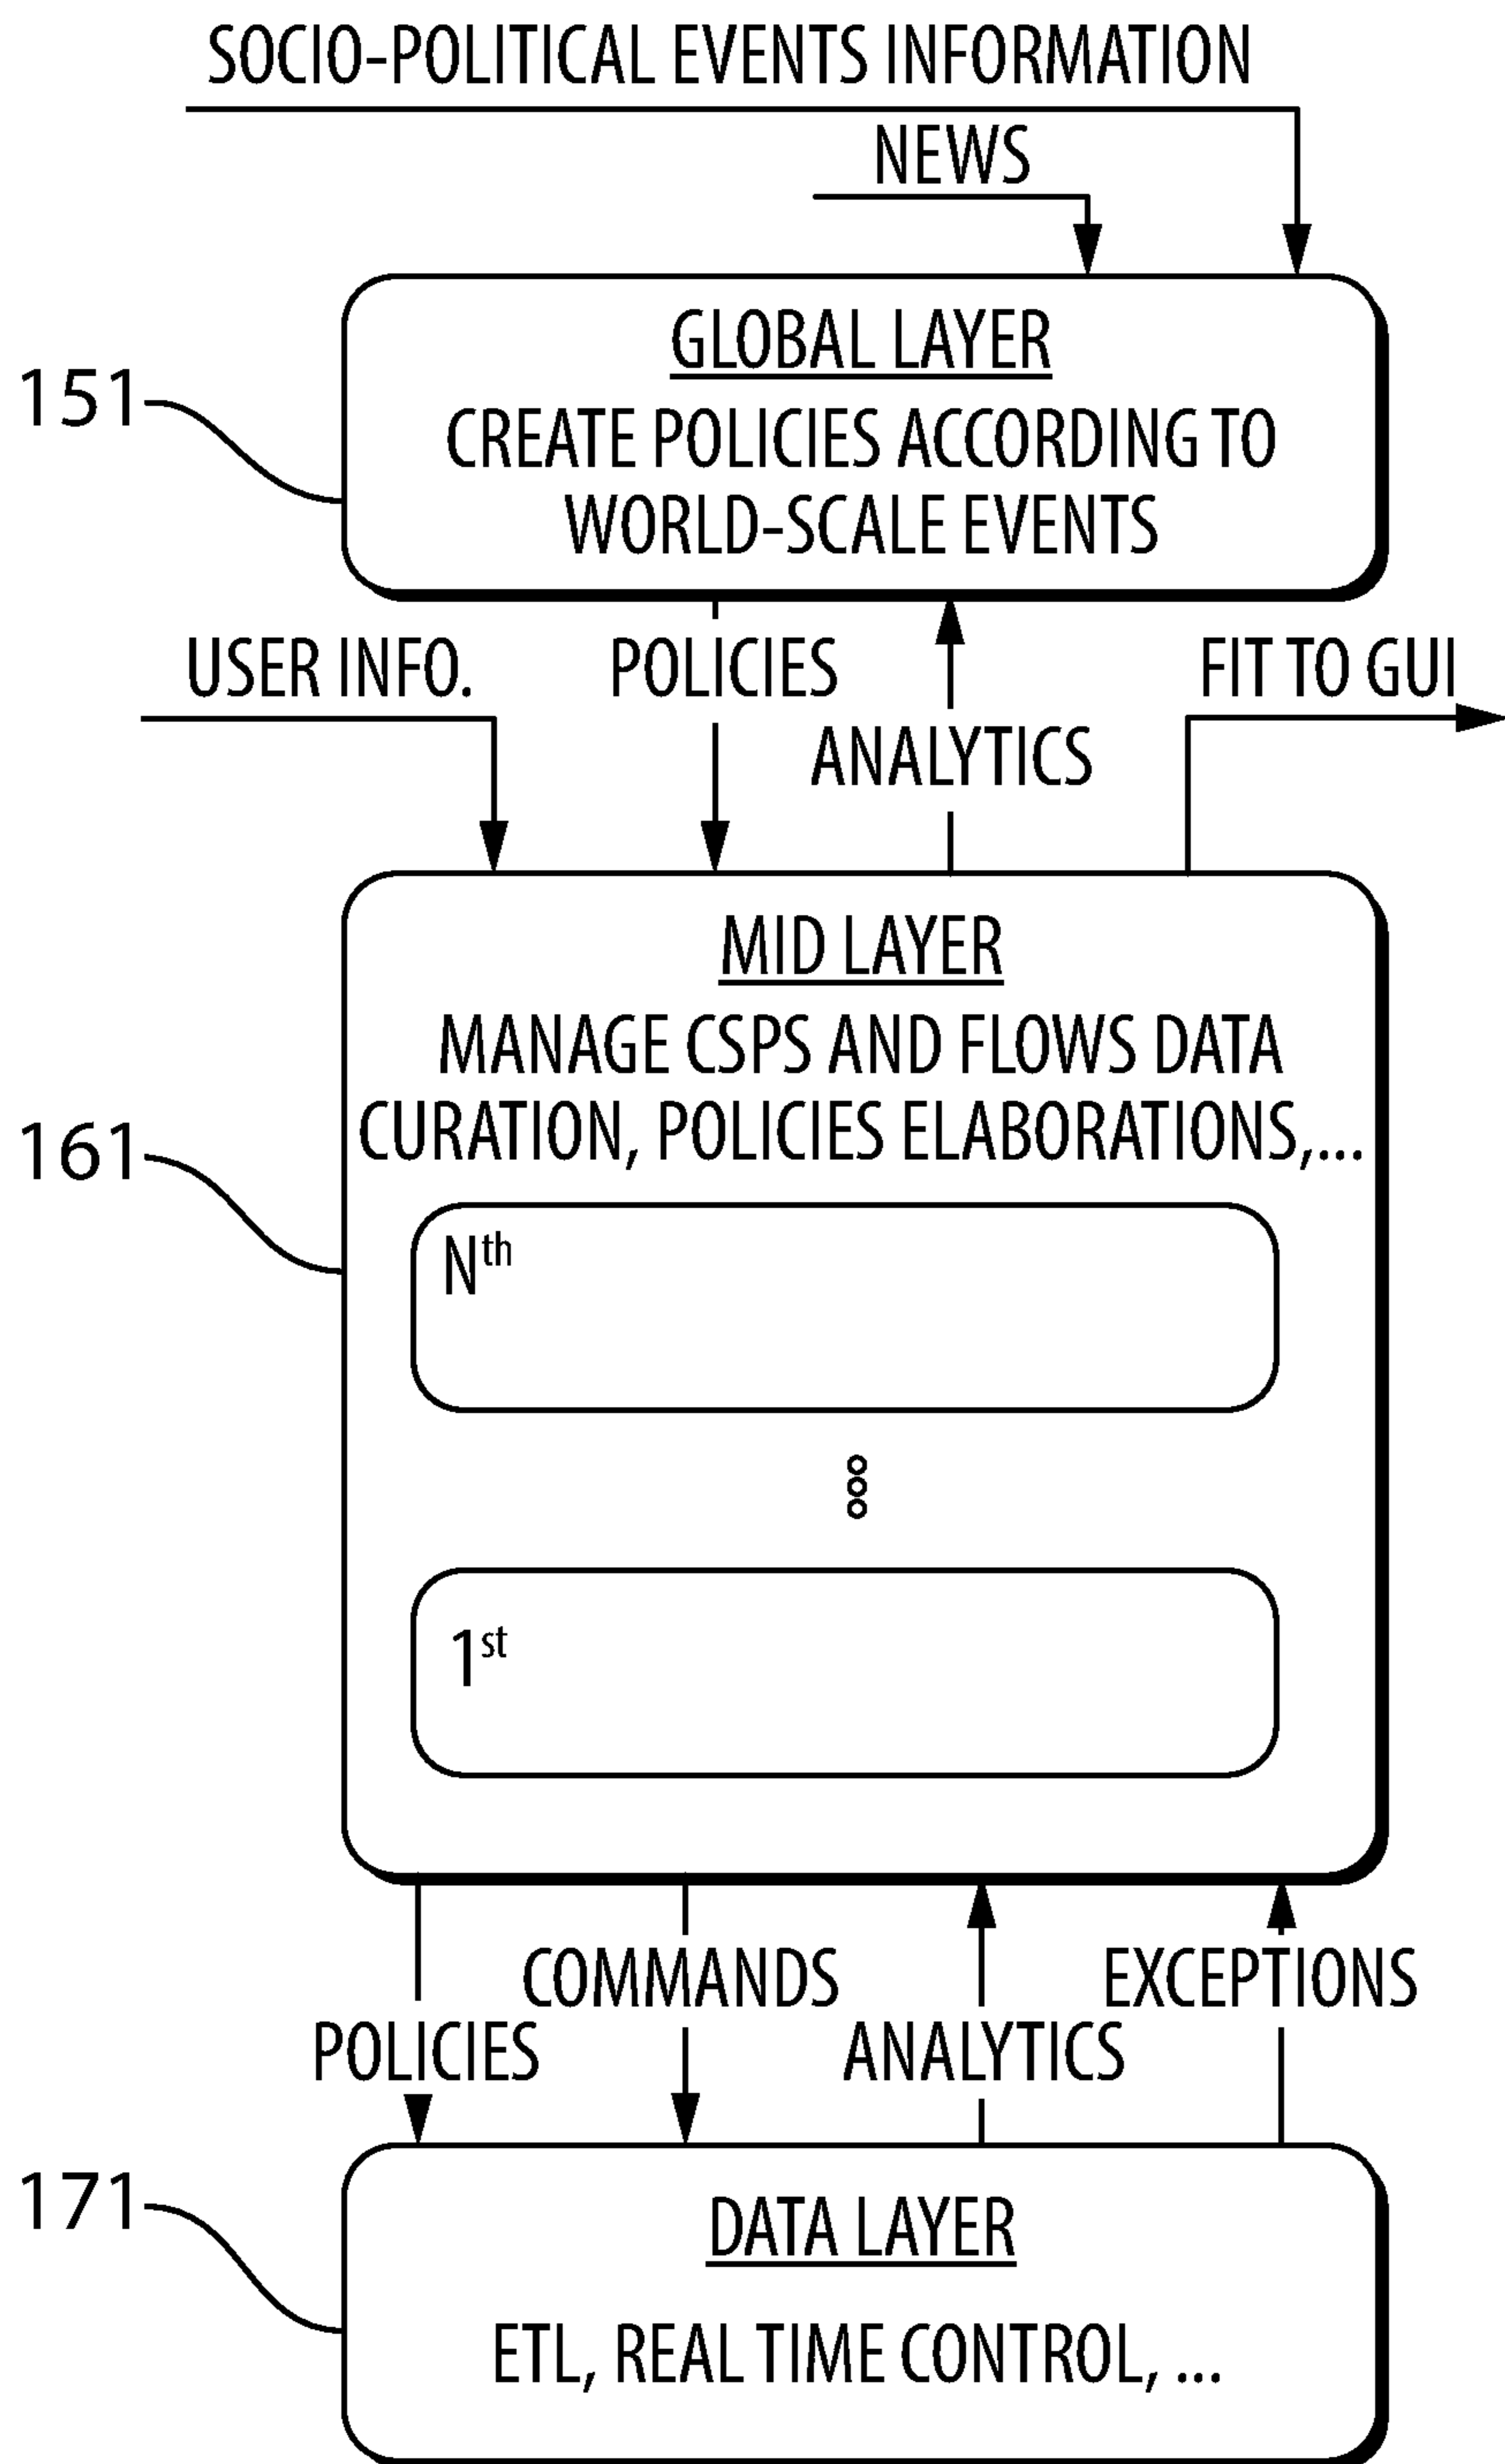 SOCIO-POLITICAL EVENTS INFORMATION
NEWS
GLOBAL LAYER
151
CREATE POLICIES ACCORDING TO
WORLD-SCALE EVENTS
USER INFO.
POLICIES
FIT TO GUI
ANALYTICS
MID LAYER
MANAGE CSPS AND FLOWS DATA
CURATION, POLICIES ELABORATIONS,...
161
Nth
1st
COMMANDS
EXCEPTIONS
POLICIES
ANALYTICS
171
DATA LAYER
ETL, REAL TIME CONTROL, ...